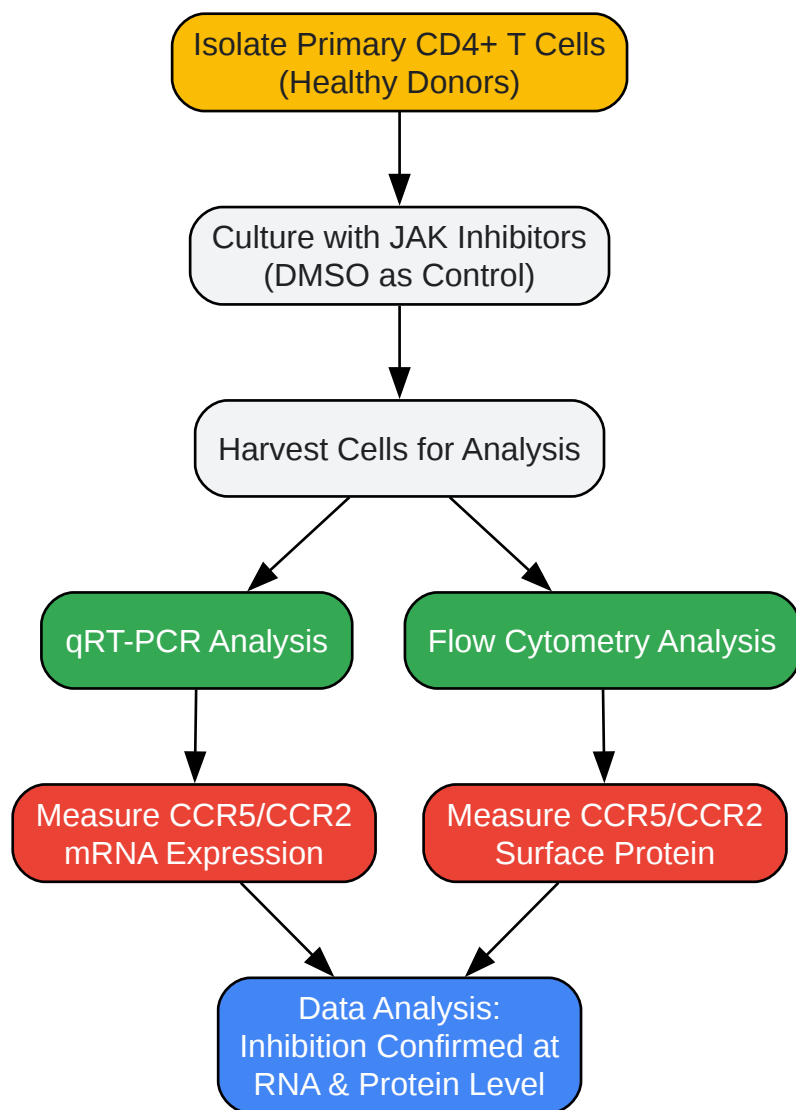 Isolate Primary CD4+ T Cells
(Healthy Donors)
Culture with JAK Inhibitors
(DMSO as Control)
Harvest Cells for Analysis
qRT-PCR Analysis
Flow Cytometry Analysis
Measure CCR5/CCR2
mRNA Expression
Measure CCR5/CCR2
Surface Protein
Data Analysis:
Inhibition Confirmed at
RNA & Protein Level